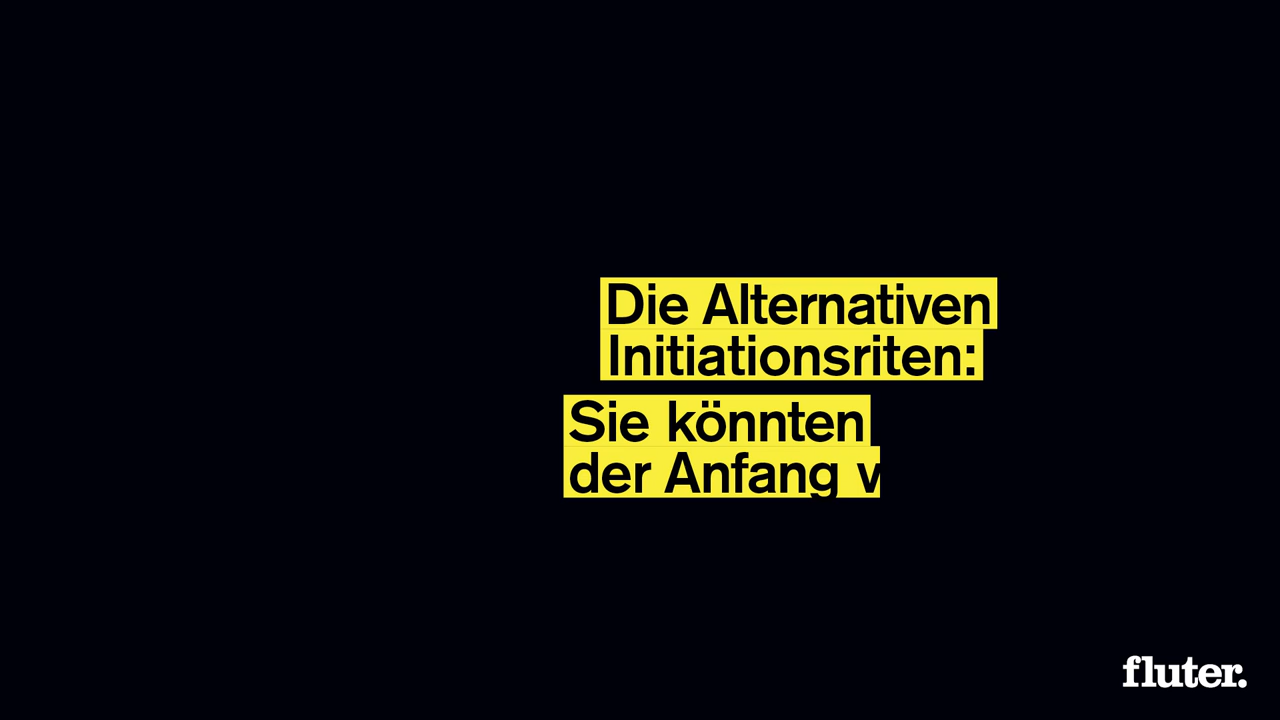 Die Alternativen
Initiationsriten:
Sie könnten
der Anfang
fluter.